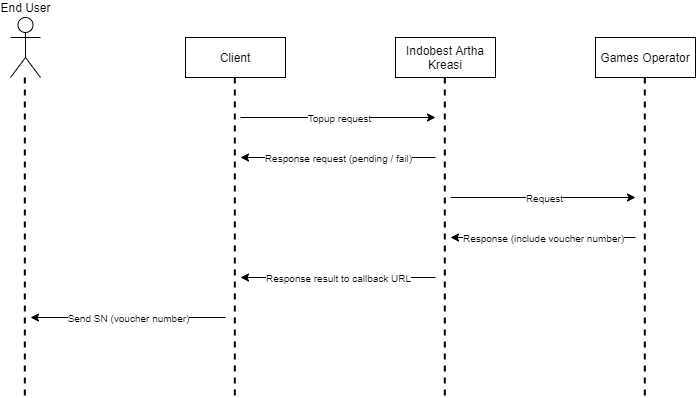 End User
Client
Indobest Artha
Kreasi
Games Operator
Topup request
Response request (pending / fail)
Request
Response (include voucher number)
Response result to callback URL
Send SN (voucher number)